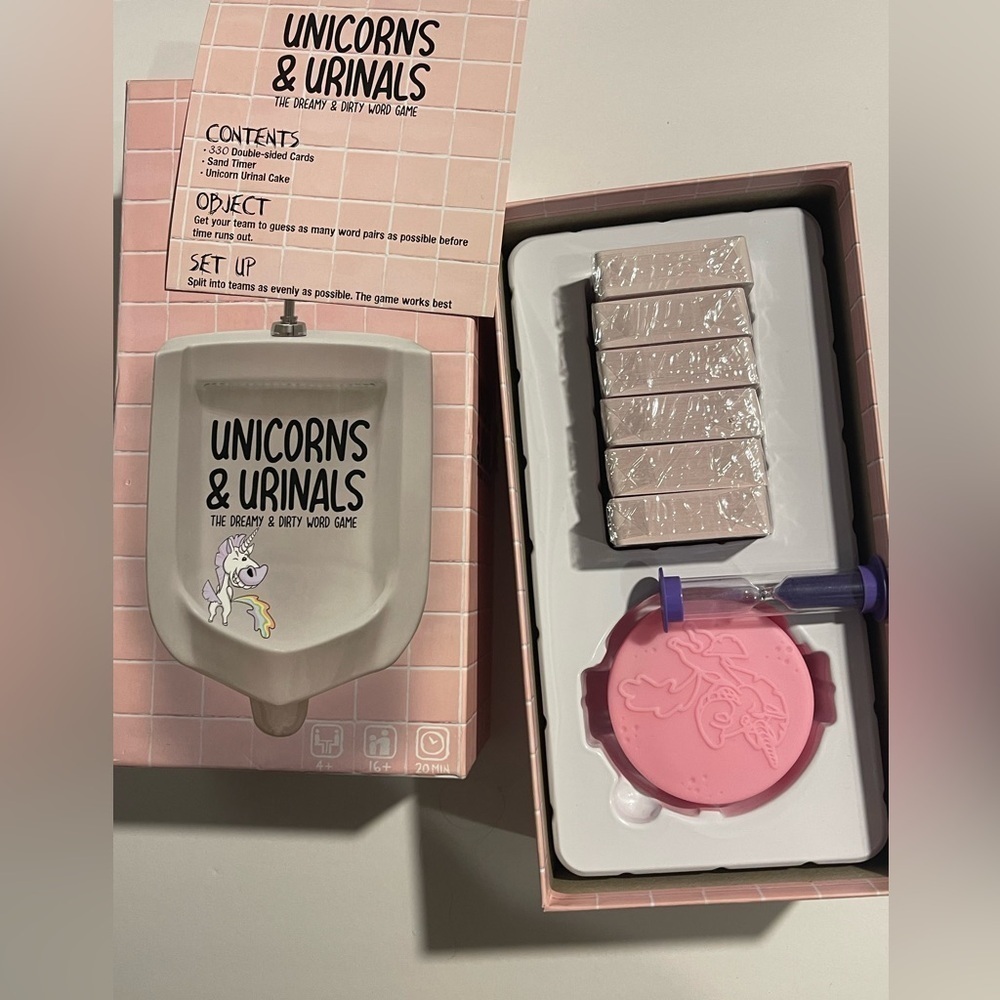 UNICORNS
& URINALS
THE DREAMY & DIRTY WORD GAME
CONTENTS
· 330 Double-sided Cards
· Sand Timer
· Unicorn Urinal Cake
OBJECT
Get your team to guess as many word pairs as possible before
time runs out.
SET UP
Split into teams as evenly as possible. The game works best
UNICORNS
& URINALS
THE DREAMY & DIRTY WORD GAME
4+ 16+ 20 MIN